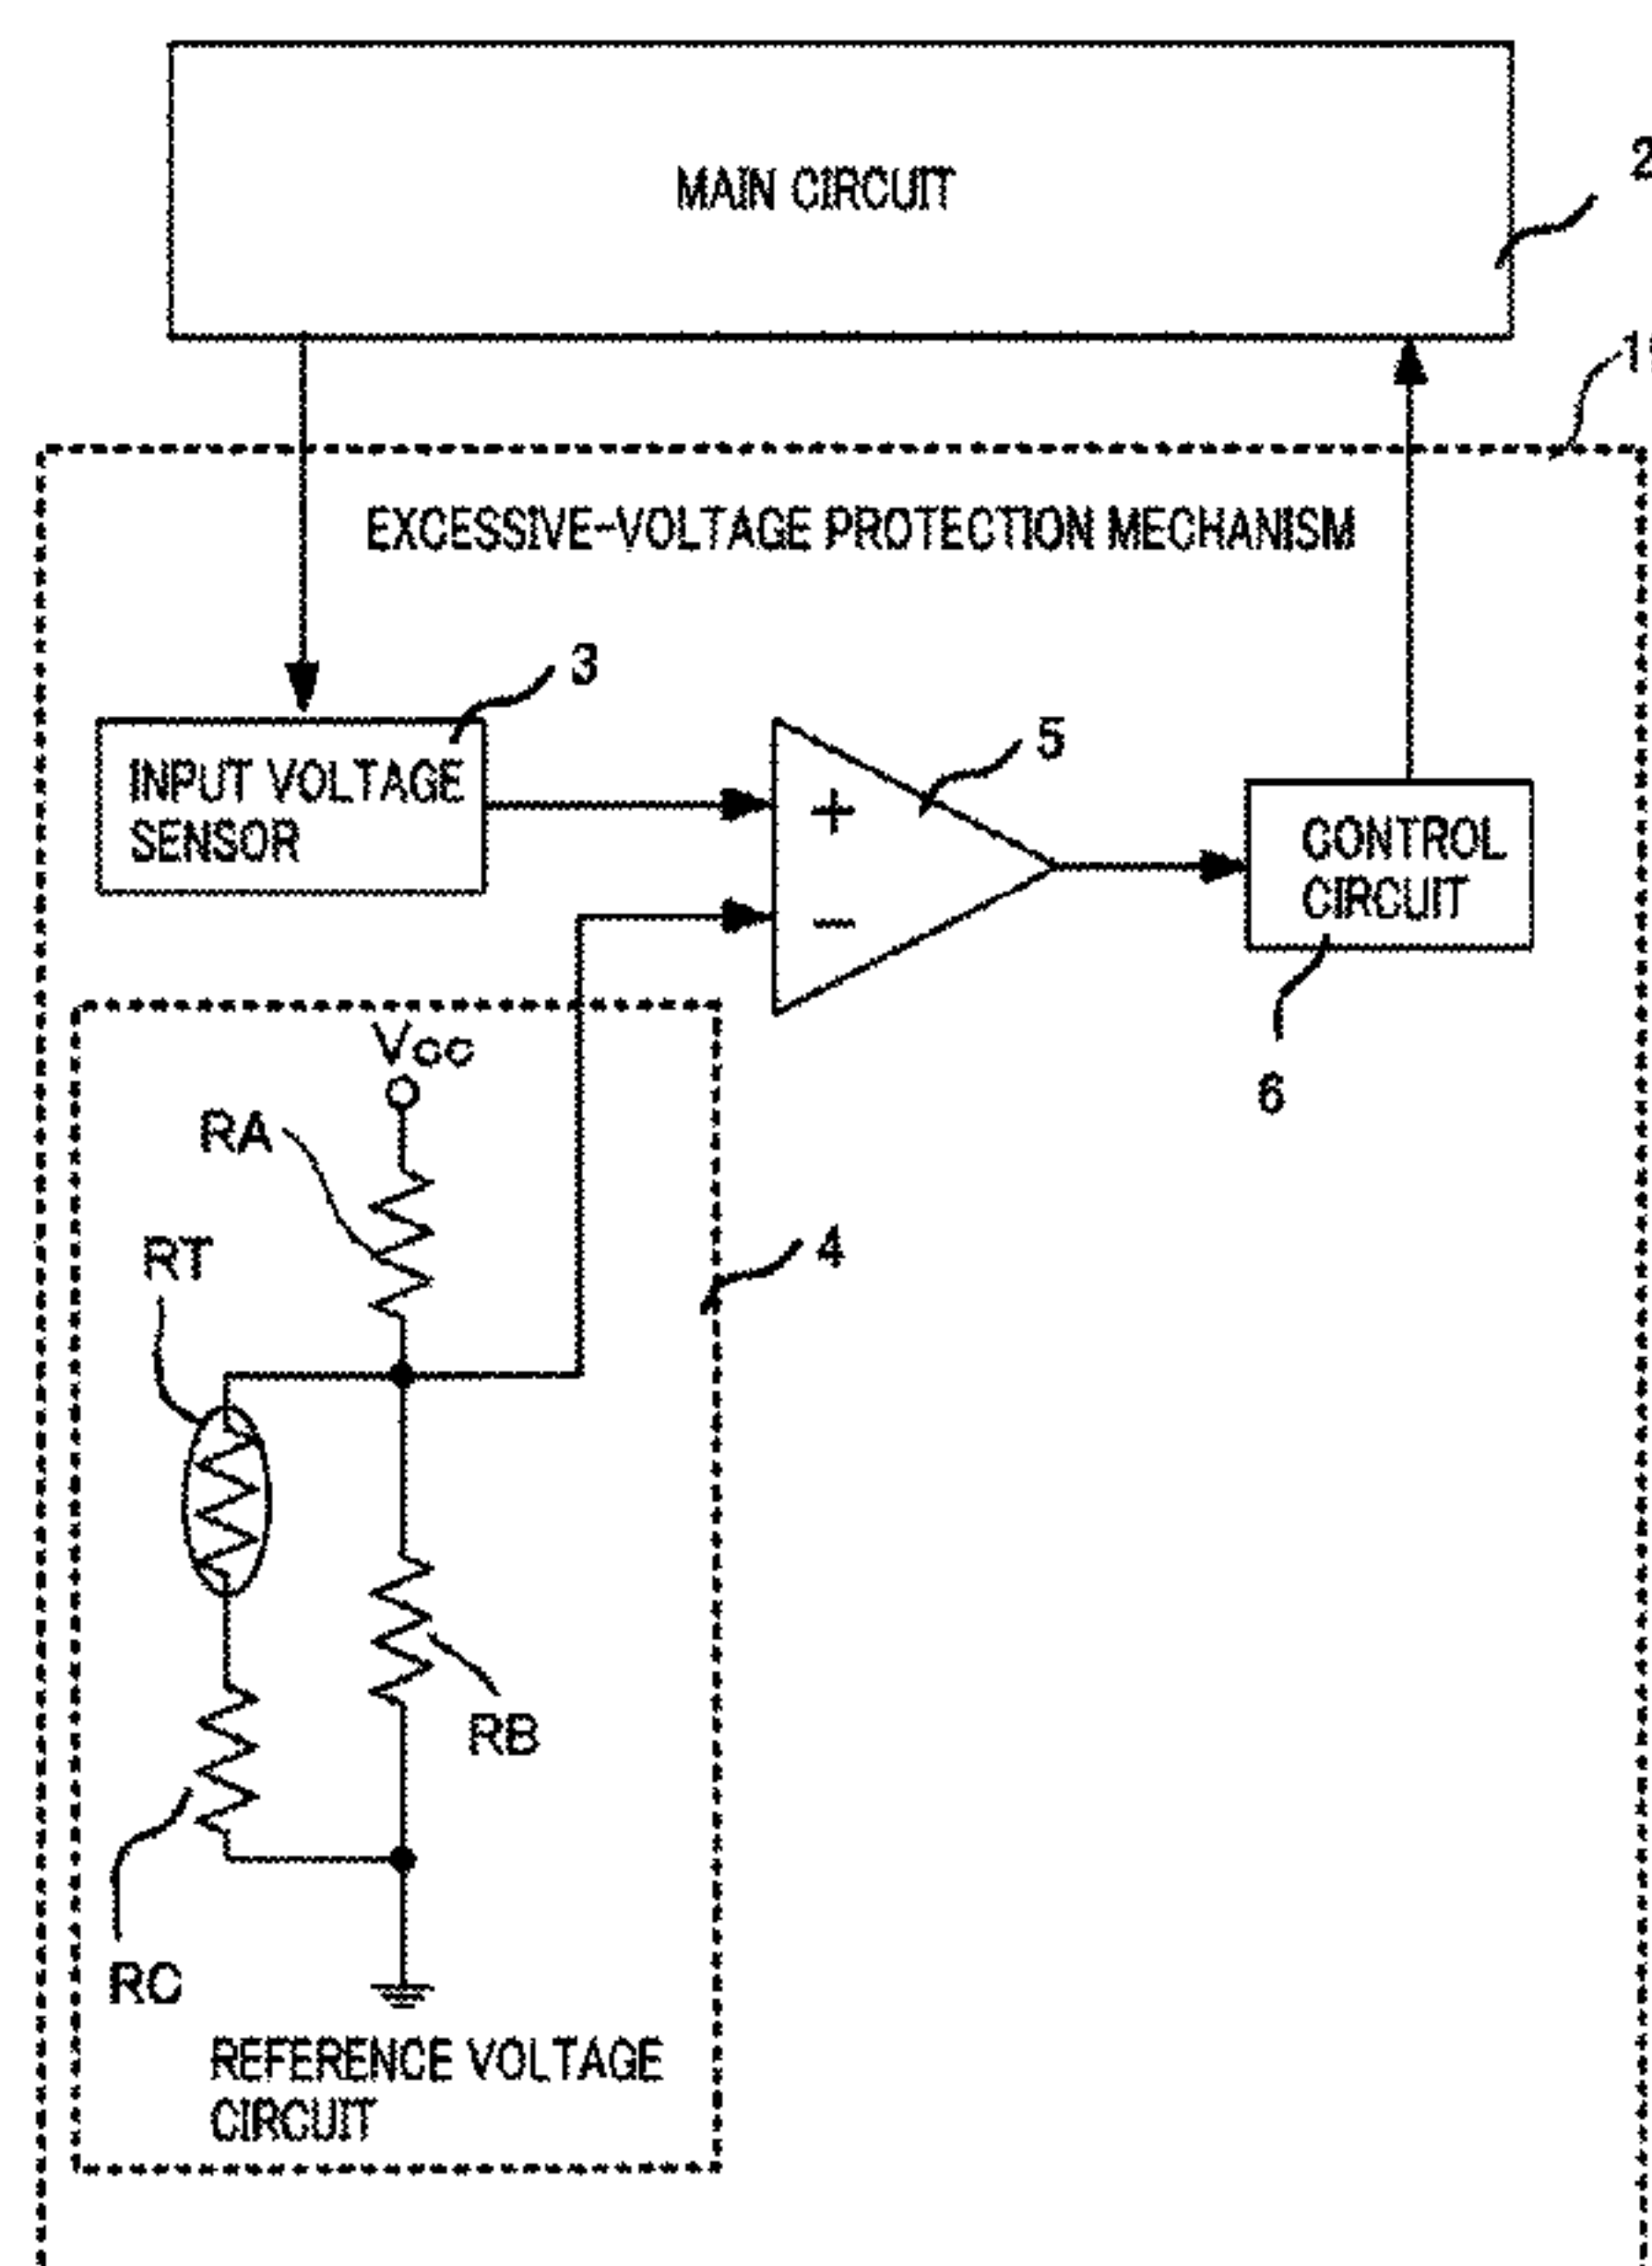 MAIN CIRCUIT
2
EXCESSIVE-VOLTAGE PROTECTION MECHANISM
3
INPUT VOLTAGE
SENSOR
+
−
5
CONTROL
CIRCUIT
6
Vcc
RA
RT
4
RB
RC
REFERENCE VOLTAGE
CIRCUIT